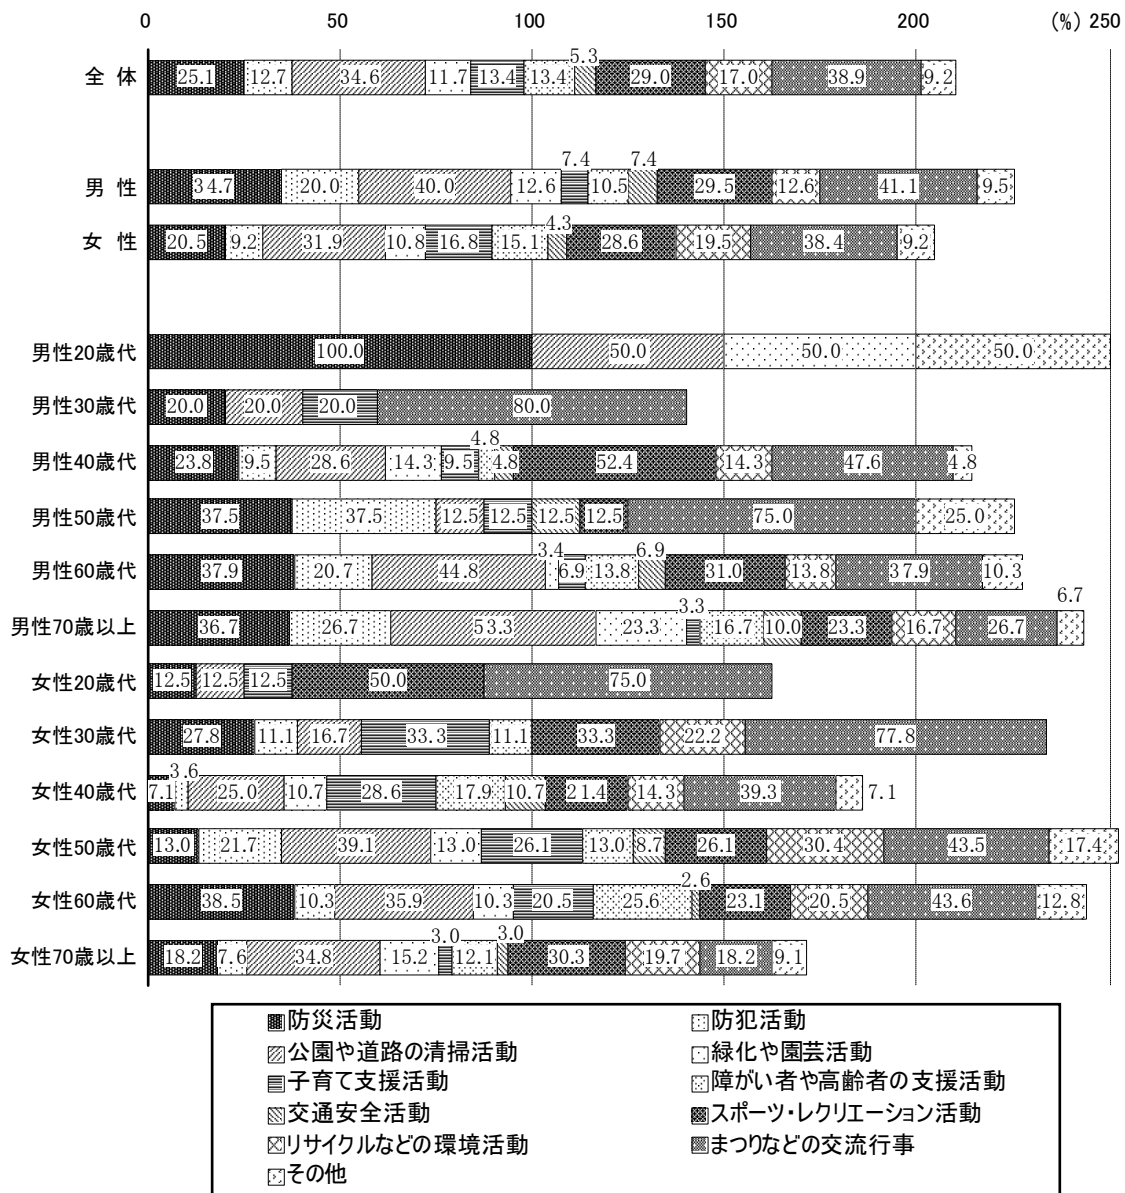 0 50 100 150 200 (%) 250
5.3
全 体 25.1 12.7 34.6 11.7 13.4 13.4 29.0 17.0 38.9 9.2
7.4 7.4
男 性 34.7 20.0 40.0 12.6 10.5 29.5 12.6 41.1 9.5
4.3
女 性 20.5 9.2 31.9 10.8 16.8 15.1 28.6 19.5 38.4 9.2
男性20歳代 100.0 50.0 50.0 50.0
男性30歳代 20.0 20.0 20.0 80.0
4.8
男性40歳代 23.8 9.5 28.6 14.3 9.5 4.8 52.4 14.3 47.6 4.8
男性50歳代 37.5 37.5 12.5 12.5 12.5 12.5 75.0 25.0
3.4 6.9
男性60歳代 37.9 20.7 44.8 6.9 13.8 31.0 13.8 37.9 10.3
3.3 6.7
男性70歳以上 36.7 26.7 53.3 23.3 16.7 10.0 23.3 16.7 26.7
女性20歳代 12.5 12.5 12.5 50.0 75.0
女性30歳代 27.8 11.1 16.7 33.3 11.1 33.3 22.2 77.8
3.6
女性40歳代 7.1 25.0 10.7 28.6 17.9 10.7 21.4 14.3 39.3 7.1
女性50歳代 13.0 21.7 39.1 13.0 26.1 13.0 8.7 26.1 30.4 43.5 17.4
2.6
女性60歳代 38.5 10.3 35.9 10.3 20.5 25.6 23.1 20.5 43.6 12.8
3.0 3.0
女性70歳以上 18.2 7.6 34.8 15.2 12.1 30.3 19.7 18.2 9.1
防災活動 防犯活動
公園や道路の清掃活動 緑化や園芸活動
子育て支援活動 障がい者や高齢者の支援活動
交通安全活動 スポーツ・レクリエーション活動
リサイクルなどの環境活動 まつりなどの交流行事
その他